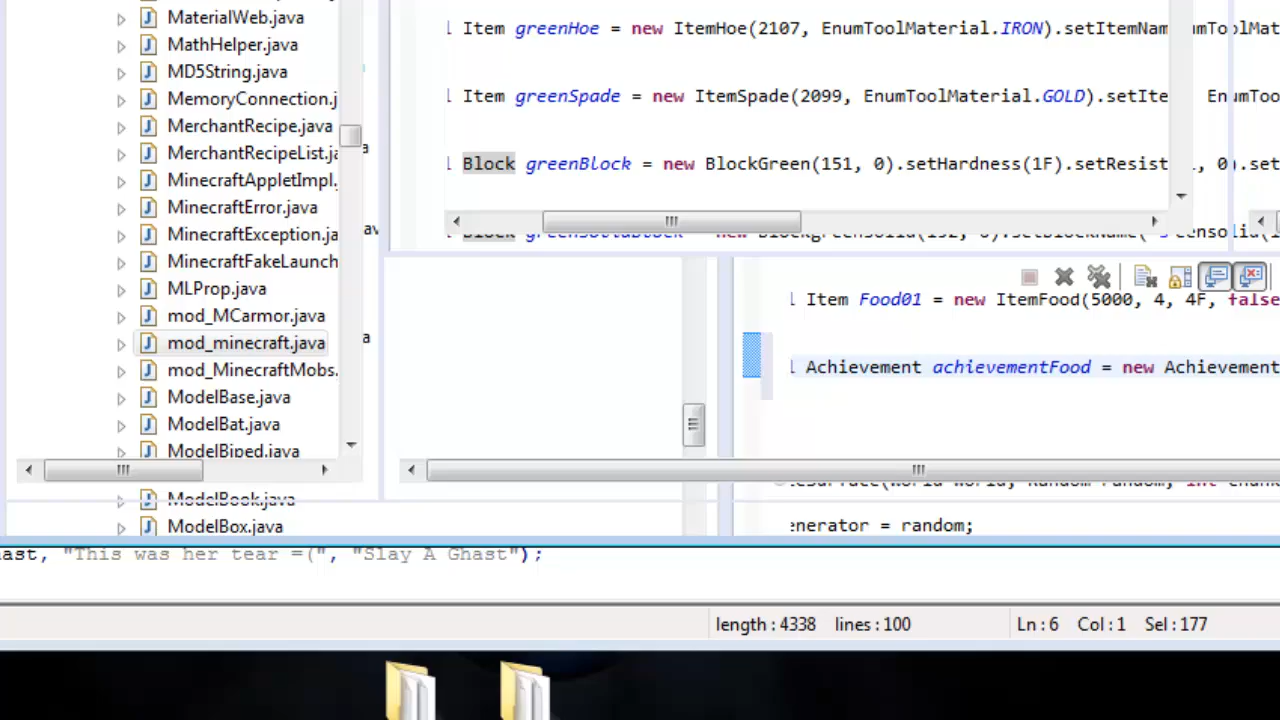 MaterialWeb.java
MathHelper.java
MD5String.java
MemoryConnection.j
MerchantRecipe.java
MerchantRecipeList.ja
MinecraftAppletImpl.
MinecraftError.java
MinecraftException.ja
MinecraftFakeLaunch
MLProp.java
mod_MCarmor.java
mod_minecraft.java
mod_MinecraftMobs.
ModelBase.java
ModelBat.java
ModelBiped.java
ModelBook.java
ModelBox.java
l Item greenHoe = new ItemHoe(2107, EnumToolMaterial.IRON).setItemNam
l Item greenSpade = new ItemSpade(2099, EnumToolMaterial.GOLD).setIte
EnumToo
l Block greenBlock = new BlockGreen(151, 0).setHardness(1F).setResist
, 0).set
l Item Food01 = new ItemFood(5000, 4, 4F, false
l Achievement achievementFood = new Achievement
enerator = random;
ast, "This was her tear =(", "Slay A Ghast");
length : 4338 lines : 100
Ln : 6 Col : 1 Sel : 177